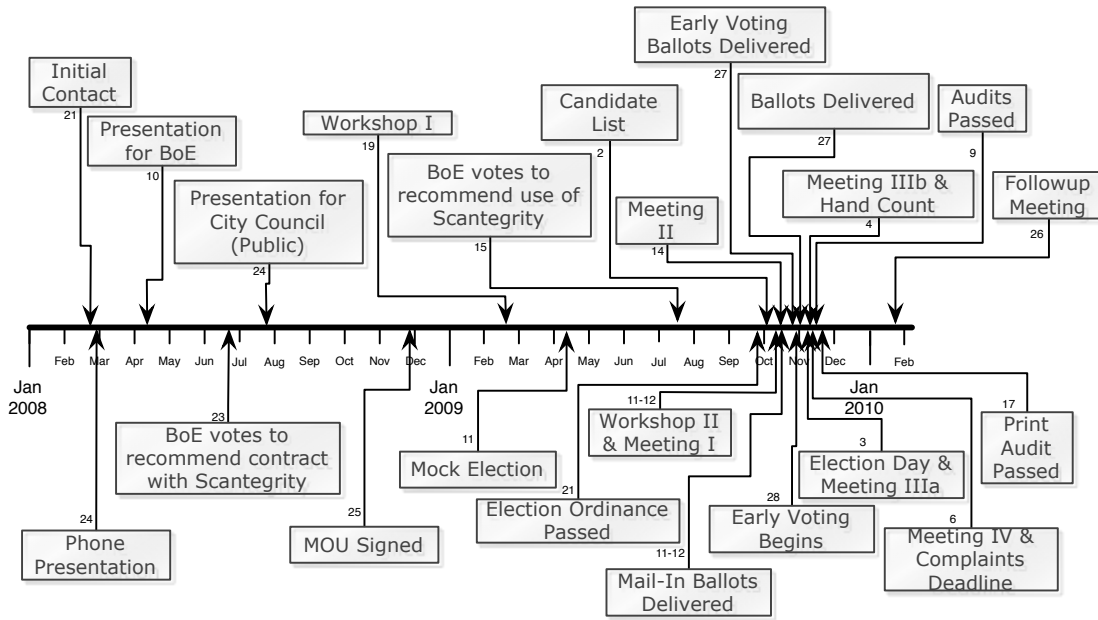 Early Voting
Ballots Delivered
27
Initial
Contact
21
Ballots Delivered
27
Audits
Passed
9
Candidate
List
2
Workshop I
19
Presentation
for BoE
10
BoE votes to
recommend use of
Scantegrity
15
Meeting IIIb &
Hand Count
4
Followup
Meeting
26
Presentation for
City Council
(Public)
24
Meeting
II
14
Feb Mar Apr May Jun Jul Aug Sep Oct Nov Dec Feb Mar Apr May Jun Jul Aug Sep Oct Nov Dec Feb
Jan
2008
Jan
2009
Jan
2010
23
BoE votes to
recommend contract
with Scantegrity
11
Mock Election
11-12
Workshop II
& Meeting I
3
Election Day &
Meeting IIIa
17
Print
Audit
Passed
21
Election Ordinance
Passed
28
Early Voting
Begins
24
Phone
Presentation
25
MOU Signed
6
Meeting IV &
Complaints
Deadline
11-12
Mail-In Ballots
Delivered